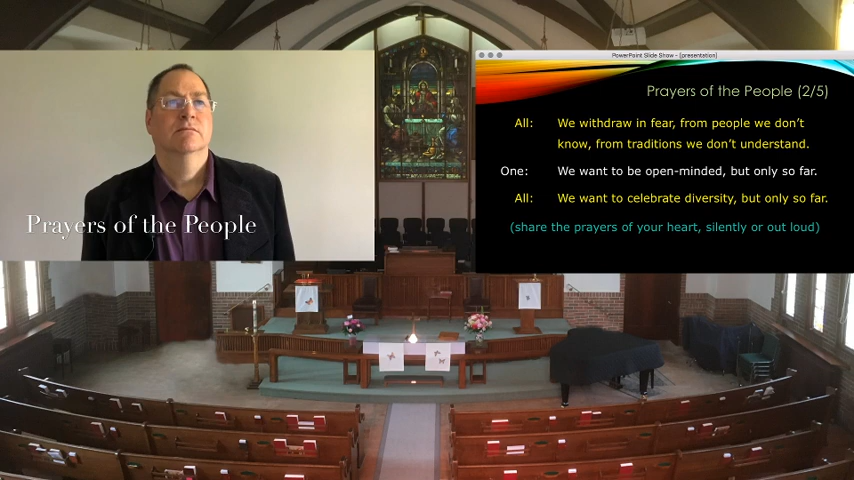 PowerPoint Slide Show - [presentation]
Prayers of the People (2/5)
All: We withdraw in fear, from people we don't
know, from traditions we don't understand.
One: We want to be open-minded, but only so far.
All: We want to celebrate diversity, but only so far.
(share the prayers of your heart, silently or out loud)
Prayers of the People